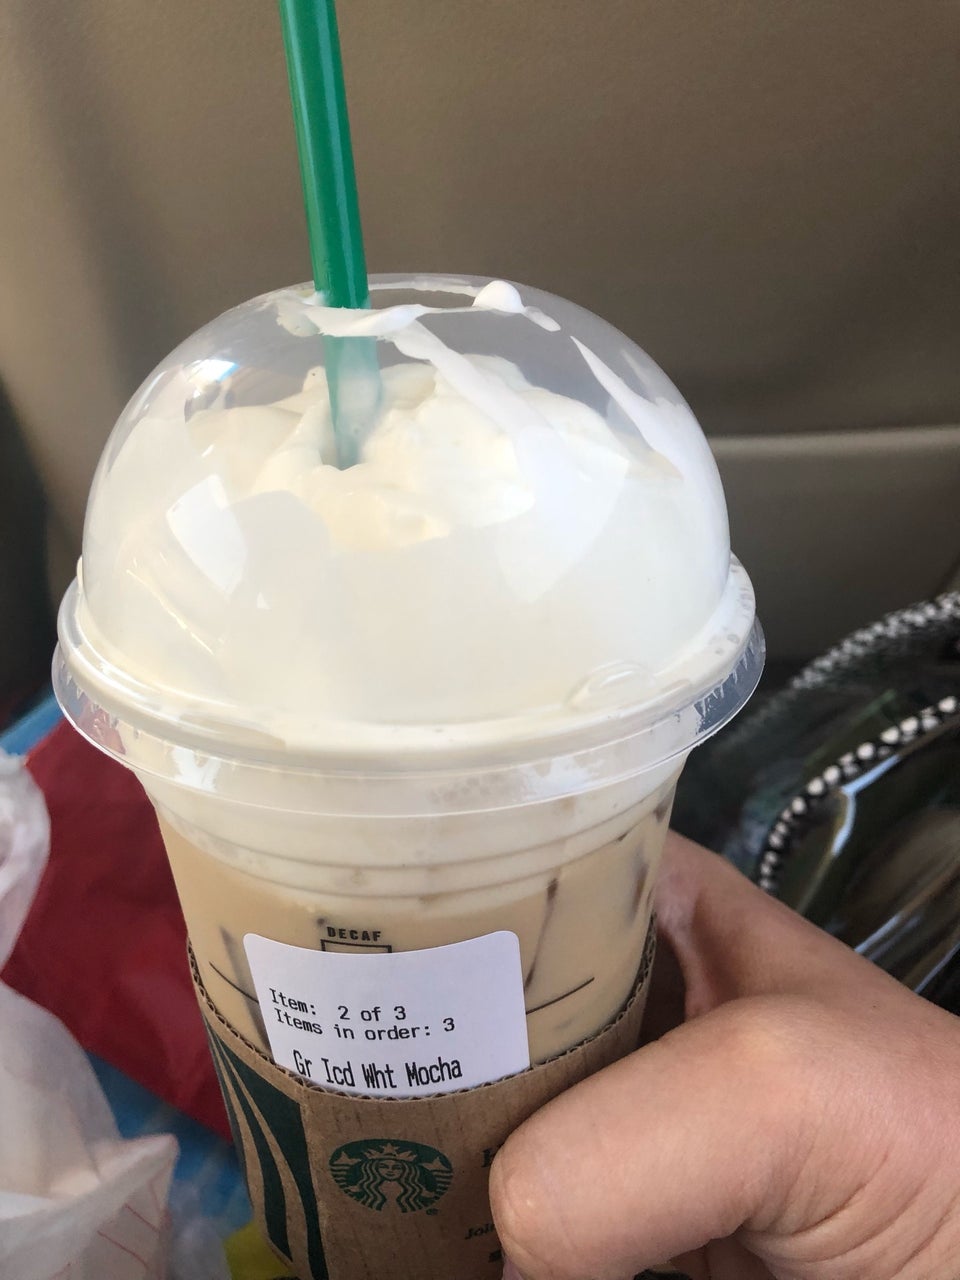 DECAF
Item: 2 of 3
Items in order: 3
Gr Icd Wht Mocha